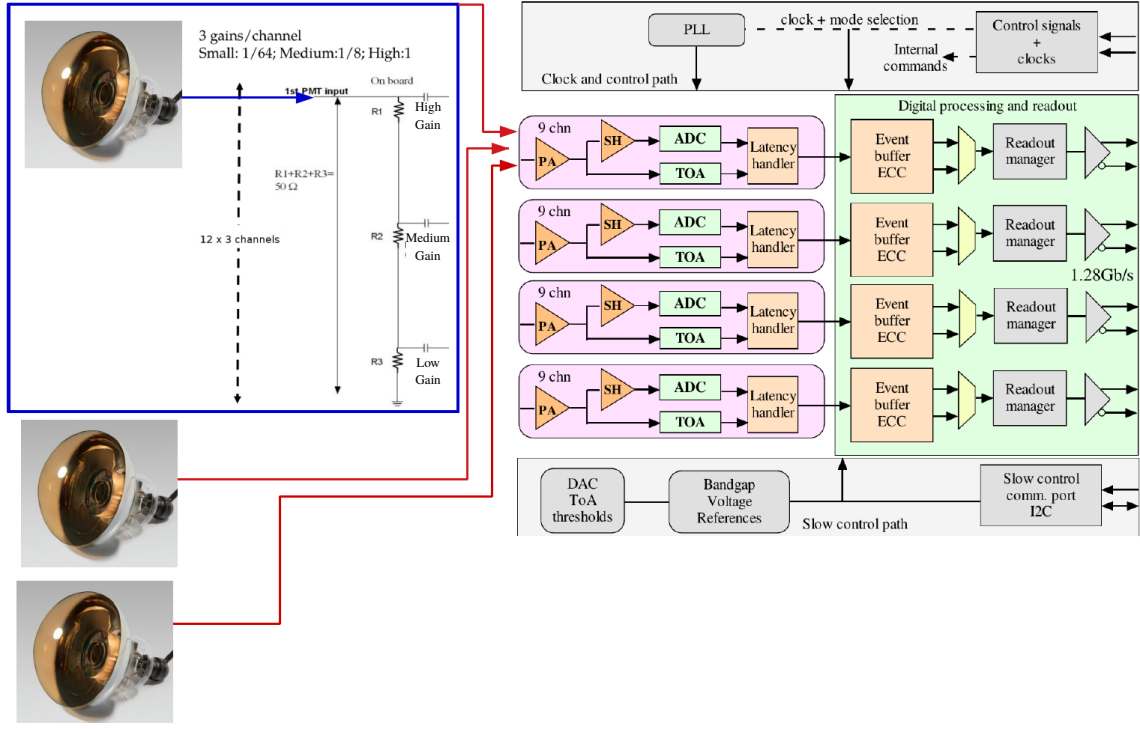 3 gains/channel
Small: 1/64; Medium:1/8; High:1
On board
1st PMT input
High
Gain
R1
R1+R2+R3=
50 Ω
12 x 3 channels
R2
Medium
Gain
R3
Low
Gain
PLL
clock + mode selection
Control signals
+
clocks
Internal
commands
Clock and control path
Digital processing and readout
9 chn
PA
SH
ADC
TOA
Latency
handler
Event
buffer
ECC
Readout
manager
9 chn
PA
SH
ADC
TOA
Latency
handler
Event
buffer
ECC
Readout
manager
1.28Gb/s
9 chn
PA
SH
ADC
TOA
Latency
handler
Event
buffer
ECC
Readout
manager
9 chn
PA
SH
ADC
TOA
Latency
handler
Event
buffer
ECC
Readout
manager
DAC
ToA
thresholds
Bandgap
Voltage
References
Slow control
comm. port
I2C
Slow control path